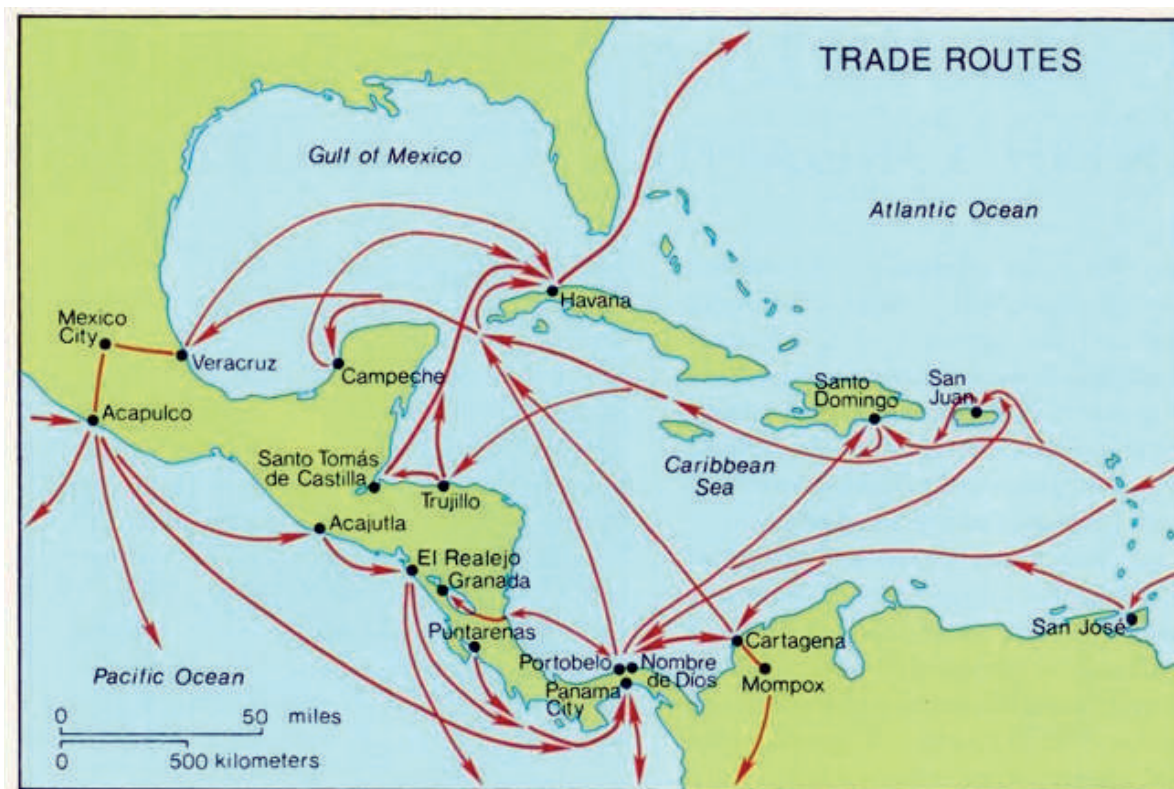 TRADE ROUTES
Gulf of Mexico
Atlantic Ocean
Havana
Mexico
City
Veracruz
Campeche
Santo
Domingo
San
Juan
Acapulco
Caribbean
Sea
Santo Tomás
de Castilla
Trujillo
Acajutla
El Realejo
Granada
Puntarenas
San José
Cartagena
Portobelo
Nombre
de Dios
Mompox
Panama
City
Pacific Ocean
0 50 miles
0 500 kilometers